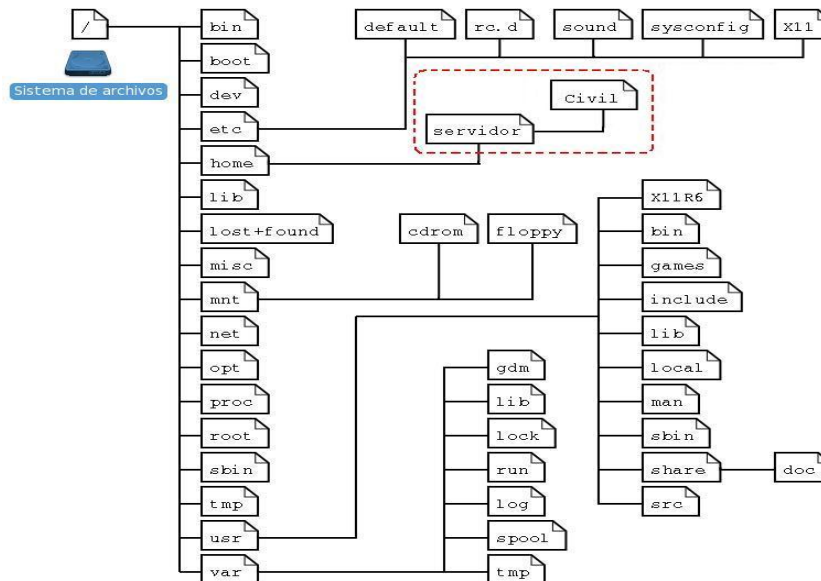 / bin default rc.d sound sysconfig X11
Sistema de archivos
boot
dev Civil
etc servidor
home
lib X11R6
lost+found cdrom floppy bin
misc games
mnt include
net lib
opt gdm local
proc lib man
root lock sbin
sbin run share doc
tmp log src
usr spool
var tmp